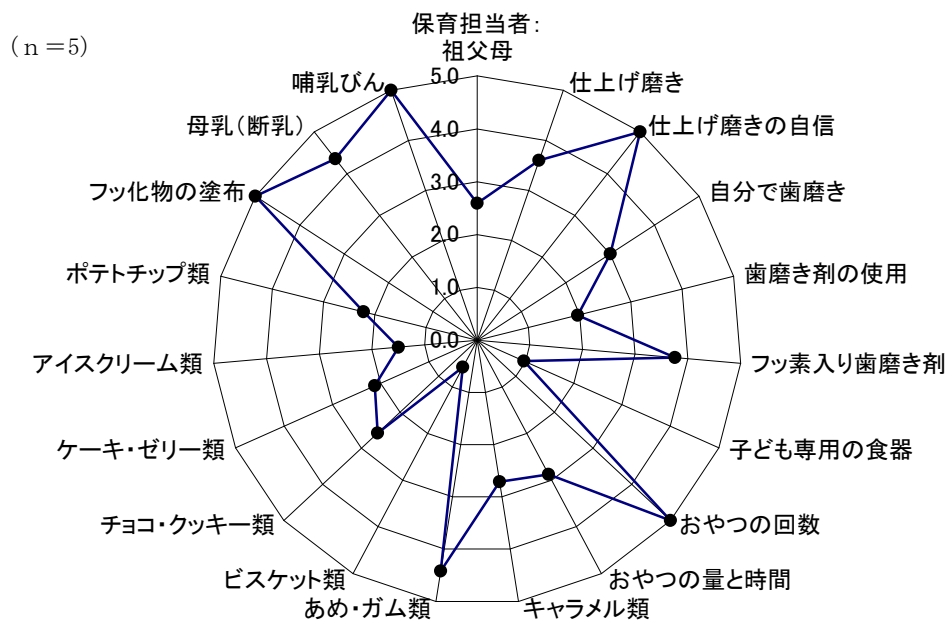 (n=5)
保育担当者:
祖父母
仕上げ磨き
仕上げ磨きの自信
自分で歯磨き
歯磨き剤の使用
フッ素入り歯磨き剤
子ども専用の食器
おやつの回数
おやつの量と時間
キャラメル類
あめ・ガム類
ビスケット類
チョコ・クッキー類
ケーキ・ゼリー類
アイスクリーム類
ポテトチップ類
フッ化物の塗布
母乳(断乳)
哺乳びん
5.0
4.0
3.0
2.0
1.0
0.0